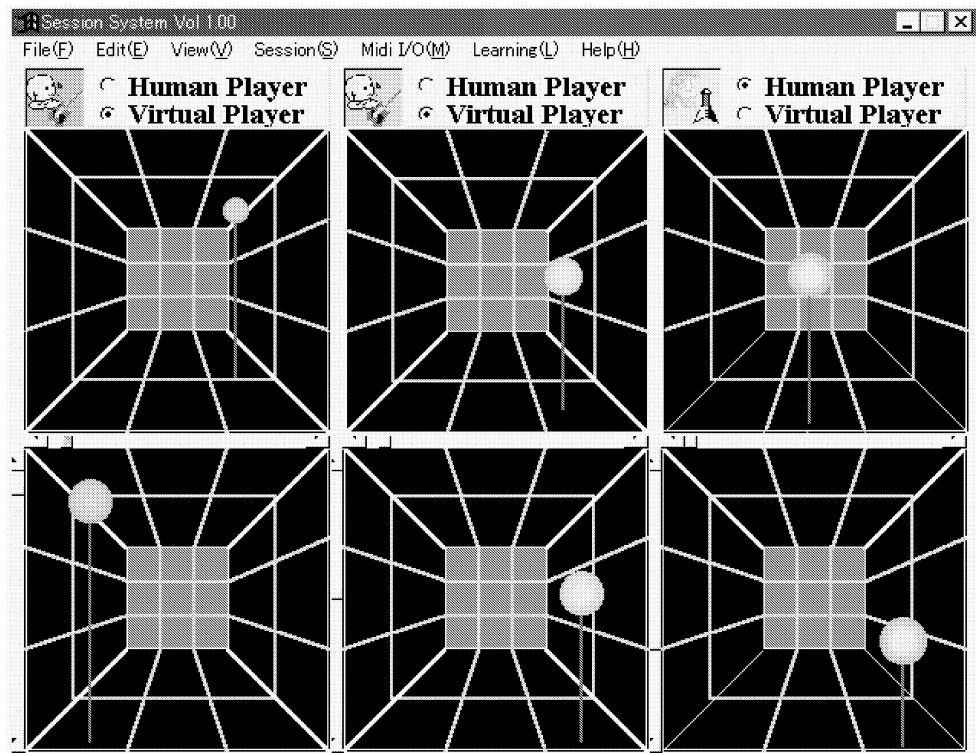 Session System Vol 1.00
File(F) Edit(E) View(V) Session(S) Midi I/O(M) Learning(L) Help(H)
Human Player
Virtual Player
Human Player
Virtual Player
Human Player
Virtual Player